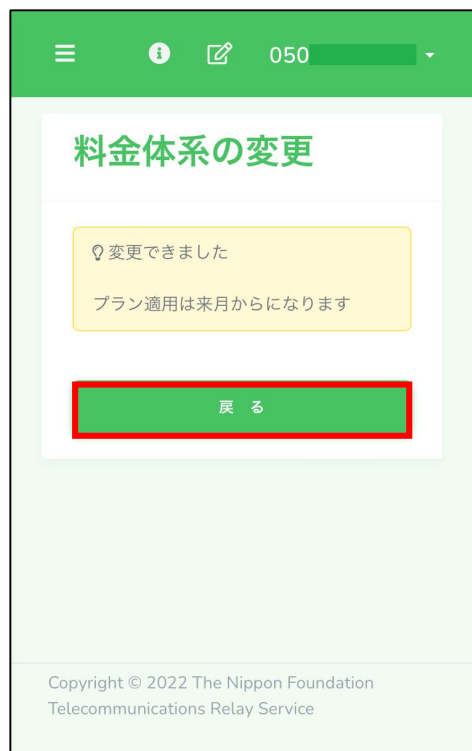 050
料金体系の変更
変更できました
プラン適用は来月からになります
戻 る
Copyright © 2022 The Nippon Foundation
Telecommunications Relay Service